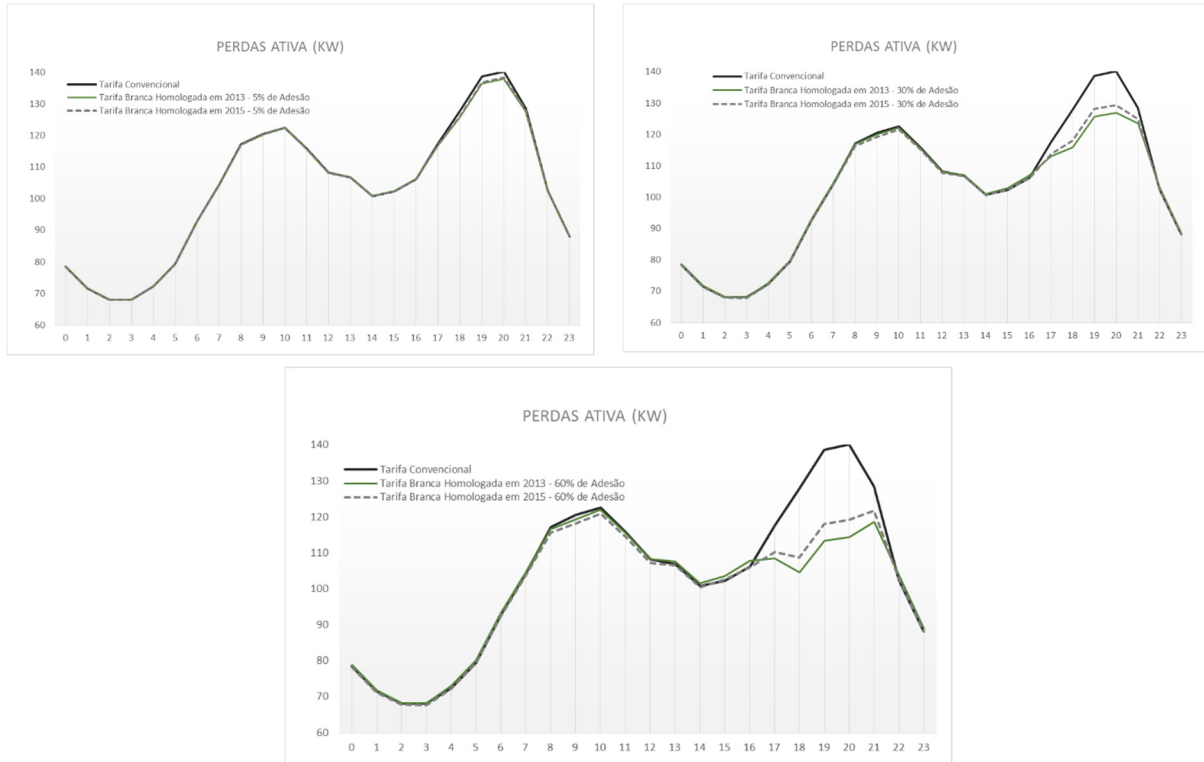 PERDAS ATIVA (KW)
140
130
120
110
100
90
80
70
60
Tarifa Convencional
Tarifa Branca Homologada em 2013 - 5% de Adesão
Tarifa Branca Homologada em 2015 - 5% de Adesão
0 1 2 3 4 5 6 7 8 9 10 11 12 13 14 15 16 17 18 19 20 21 22 23
PERDAS ATIVA (KW)
140
130
120
110
100
90
80
70
60
Tarifa Convencional
Tarifa Branca Homologada em 2013 - 30% de Adesão
Tarifa Branca Homologada em 2015 - 30% de Adesão
0 1 2 3 4 5 6 7 8 9 10 11 12 13 14 15 16 17 18 19 20 21 22 23
PERDAS ATIVA (KW)
140
130
120
110
100
90
80
70
60
Tarifa Convencional
Tarifa Branca Homologada em 2013 - 60% de Adesão
Tarifa Branca Homologada em 2015 - 60% de Adesão
0 1 2 3 4 5 6 7 8 9 10 11 12 13 14 15 16 17 18 19 20 21 22 23